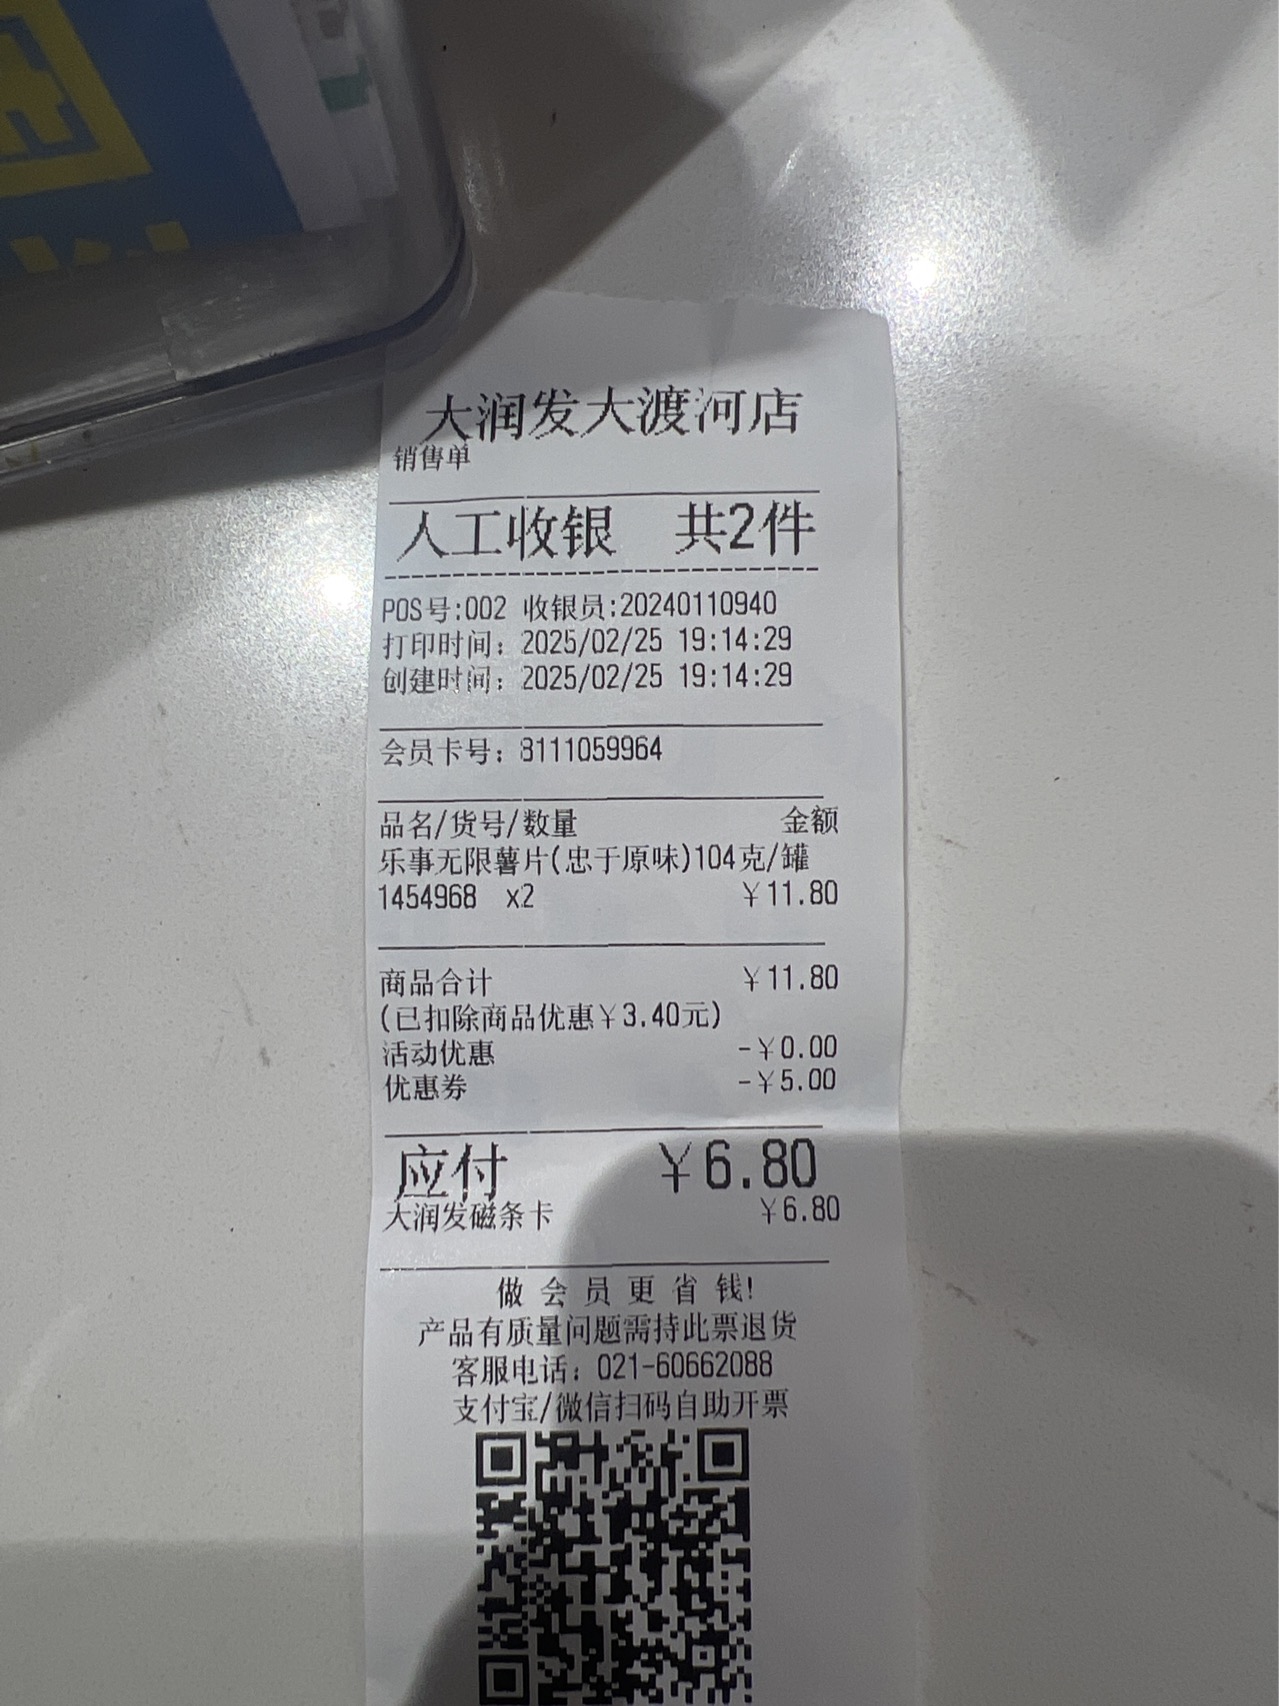 大润发大渡河店
销售单
人工收银 共2件
POS号:002 收银员:20240110940
打印时间: 2025/02/25 19:14:29
创建时间: 2025/02/25 19:14:29
会员卡号: 8111059964
品名/货号/数量 金额
乐事无限薯片(忠于原味)104克/罐
1454968 x2 ¥11.80
商品合计 ¥11.80
(已扣除商品优惠¥3.40元)
活动优惠 -¥0.00
优惠券 -¥5.00
应付 ¥6.80
大润发磁条卡 ¥6.80
做会员更省钱!
产品有质量问题需持此票退货
客服电话: 021-60662088
支付宝/微信扫码自助开票